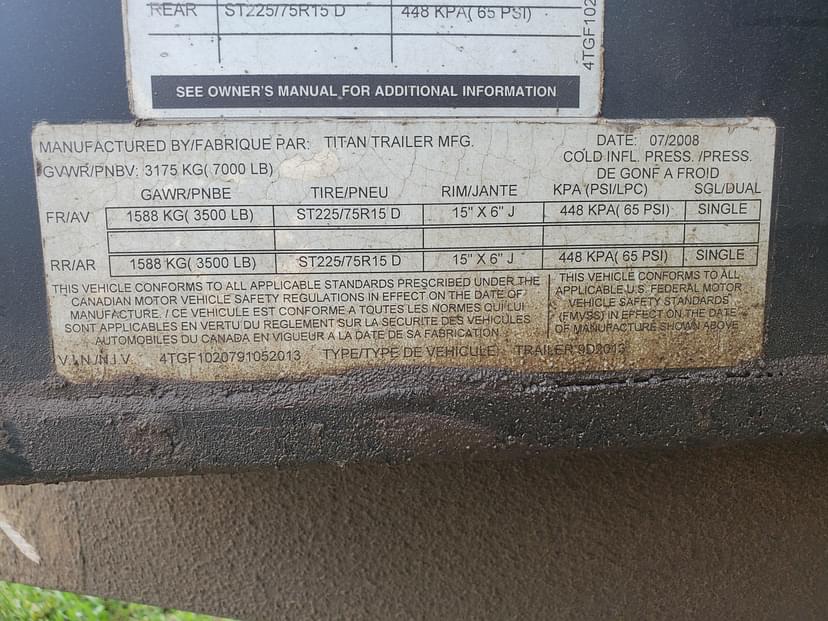 REAR ST225/75R15 D 448 KPA( 65 PSI)
4TGF102
SEE OWNER'S MANUAL FOR ADDITIONAL INFORMATION
MANUFACTURED BY/FABRIQUE PAR: TITAN TRAILER MFG. DATE: 07/2008
GVWR/PNBV: 3175 KG( 7000 LB) COLD INFL. PRESS. /PRESS.
DE GONF A FROID
GAWR/PNBE TIRE/PNEU RIM/JANTE KPA (PSI/LPC) SGL/DUAL
FR/AV 1588 KG( 3500 LB) ST225/75R15 D 15" X 6" J 448 KPA( 65 PSI) SINGLE
RR/AR 1588 KG( 3500 LB) ST225/75R15 D 15" X 6" J 448 KPA( 65 PSI) SINGLE
THIS VEHICLE CONFORMS TO ALL APPLICABLE STANDARDS PRESCRIBED UNDER THE
CANADIAN MOTOR VEHICLE SAFETY REGULATIONS IN EFFECT ON THE DATE OF
MANUFACTURE. / CE VEHICULE EST CONFORME A TOUTES LES NORMES QUI LUI
SONT APPLICABLES EN VERTU DU REGLEMENT SUR LA SECURITE DES VEHICULES
AUTOMOBILES DU CANADA EN VIGUEUR A LA DATE DE SA FABRICATION
THIS VEHICLE CONFORMS TO ALL
APPLICABLE U.S. FEDERAL MOTOR
VEHICLE SAFETY STANDARDS
(FMVSS) IN EFFECT ON THE DATE
OF MANUFACTURE SHOWN ABOVE
V.I.N./N.I.V. 4TGF1020791052013 TYPE/TYPE DE VEHICULE: TRAILER 9D2013